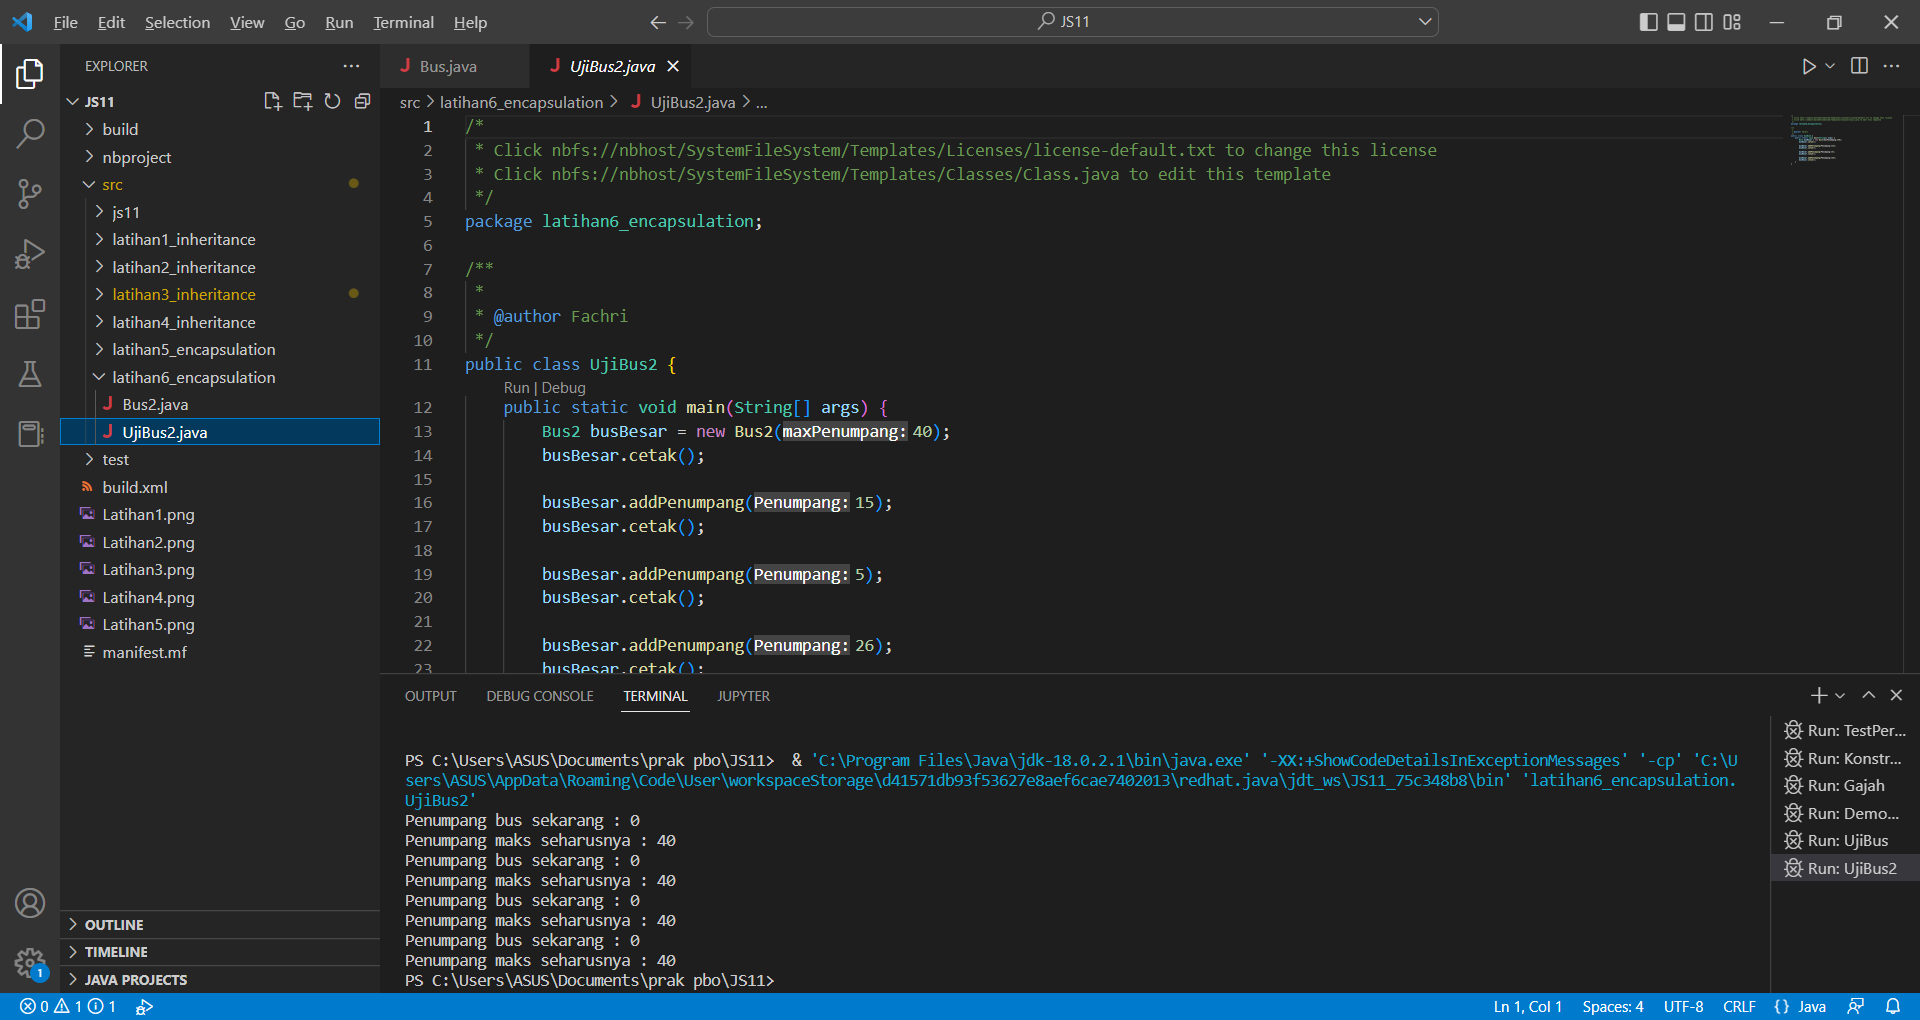 File Edit Selection View Go Run Terminal Help
JS11
EXPLORER
JS11
build
nbproject
src
js11
latihan1_inheritance
latihan2_inheritance
latihan3_inheritance
latihan4_inheritance
latihan5_encapsulation
latihan6_encapsulation
J Bus2.java
J UjiBus2.java
test
build.xml
Latihan1.png
Latihan2.png
Latihan3.png
Latihan4.png
Latihan5.png
manifest.mf
OUTLINE
TIMELINE
JAVA PROJECTS
1
J Bus.java
J UjiBus2.java
src > latihan6_encapsulation > J UjiBus2.java > ...
1 /*
2 * Click nbfs://nbhost/SystemFileSystem/Templates/Licenses/license-default.txt to change this license
3 * Click nbfs://nbhost/SystemFileSystem/Templates/Classes/Class.java to edit this template
4 */
5 package latihan6_encapsulation;
6
7 /**
8 *
9 * @author Fachri
10 */
11 public class UjiBus2 {
Run | Debug
12 public static void main(String[] args) {
13 Bus2 busBesar = new Bus2(maxPenumpang: 40);
14 busBesar.cetak();
15
16 busBesar.addPenumpang(Penumpang: 15);
17 busBesar.cetak();
18
19 busBesar.addPenumpang(Penumpang: 5);
20 busBesar.cetak();
21
22 busBesar.addPenumpang(Penumpang: 26);
23 busBesar.cetak();
OUTPUT DEBUG CONSOLE TERMINAL JUPYTER
PS C:\Users\ASUS\Documents\prak pbo\JS11> & 'C:\Program Files\Java\jdk-18.0.2.1\bin\java.exe' '-XX:+ShowCodeDetailsInExceptionMessages' '-cp' 'C:\U
sers\ASUS\AppData\Roaming\Code\User\workspaceStorage\d41571db93f53627e8aef6cae7402013\redhat.java\jdt_ws\JS11_75c348b8\bin' 'latihan6_encapsulation.
UjiBus2'
Penumpang bus sekarang : 0
Penumpang maks seharusnya : 40
Penumpang bus sekarang : 0
Penumpang maks seharusnya : 40
Penumpang bus sekarang : 0
Penumpang maks seharusnya : 40
Penumpang bus sekarang : 0
Penumpang maks seharusnya : 40
PS C:\Users\ASUS\Documents\prak pbo\JS11>
Run: TestPer...
Run: Konstr...
Run: Gajah
Run: Demo...
Run: UjiBus
Run: UjiBus2
0 1 1
Ln 1, Col 1 Spaces: 4 UTF-8 CRLF {} Java